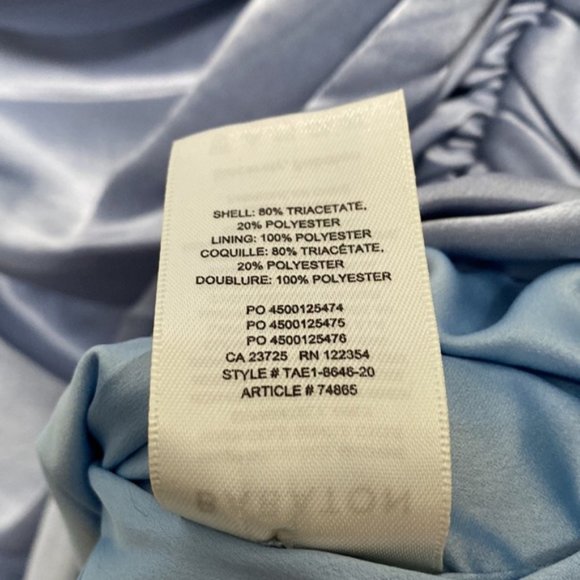 SHELL: 80% TRIACETATE,
20% POLYESTER
LINING: 100% POLYESTER
COQUILLE: 80% TRIACÉTATE,
20% POLYESTER
DOUBLURE: 100% POLYESTER
PO 4500125474
PO 4500125475
PO 4500125476
CA 23725 RN 122354
STYLE # TAE1-8646-20
ARTICLE # 74865
BABATON